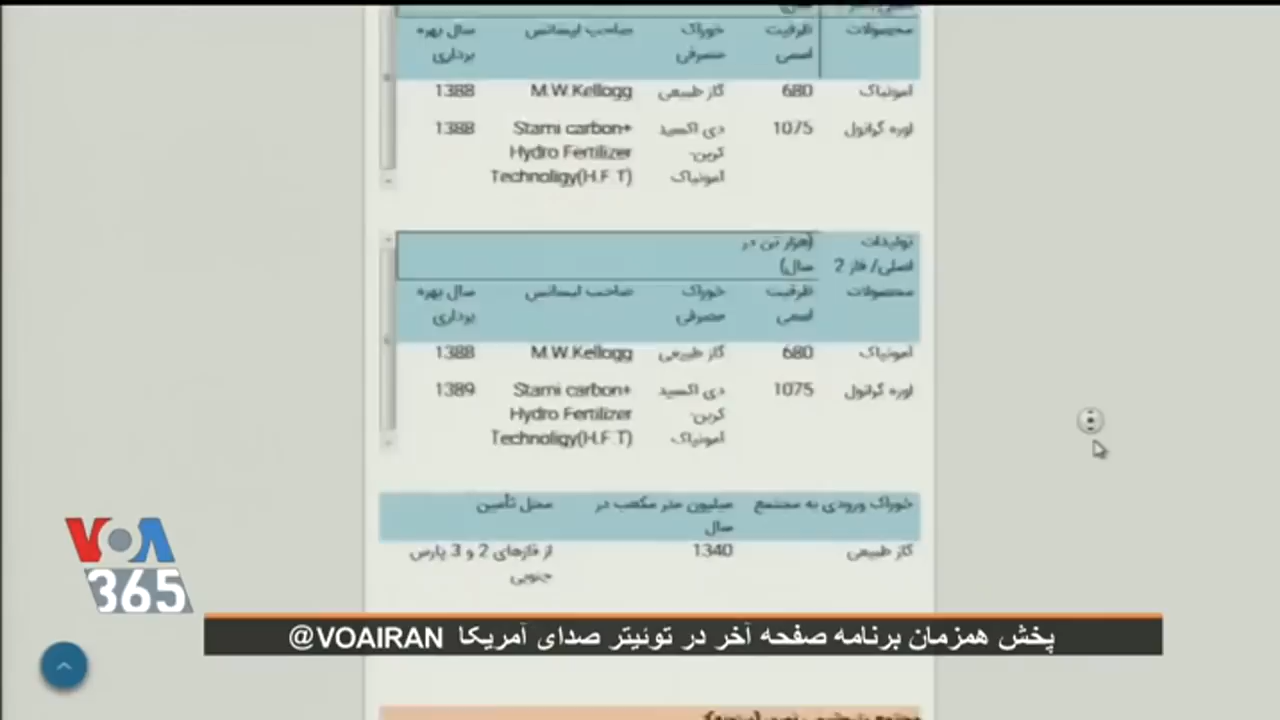 محصولات ظرفیت خوراک صاحب لیسانس سال بهره
اسمی مصرفی برداری
آمونیاک 680 گاز طبیعی M.W.Kellogg 1388
اوره گرانول 1075 دی اکسید Stami carbon+ 1388
کربن- Hydro Fertilizer
آمونیاک Technoligy(H.F.T)
تولیدات (هزار تن در
اصلی/ فاز 2 سال)
محصولات ظرفیت خوراک صاحب لیسانس سال بهره
اسمی مصرفی برداری
آمونیاک 680 گاز طبیعی M.W.Kellogg 1388
اوره گرانول 1075 دی اکسید Stami carbon+ 1389
کربن- Hydro Fertilizer
آمونیاک Technoligy(H.F.T)
خوراک ورودی به مجتمع میلیون متر مکعب در محل تأمین
سال
گاز طبیعی 1340 از فازهای 2 و 3 پارس
جنوبی
VOA
365
پخش همزمان برنامه صفحه آخر در توئیتر صدای آمریکا @VOAIRAN